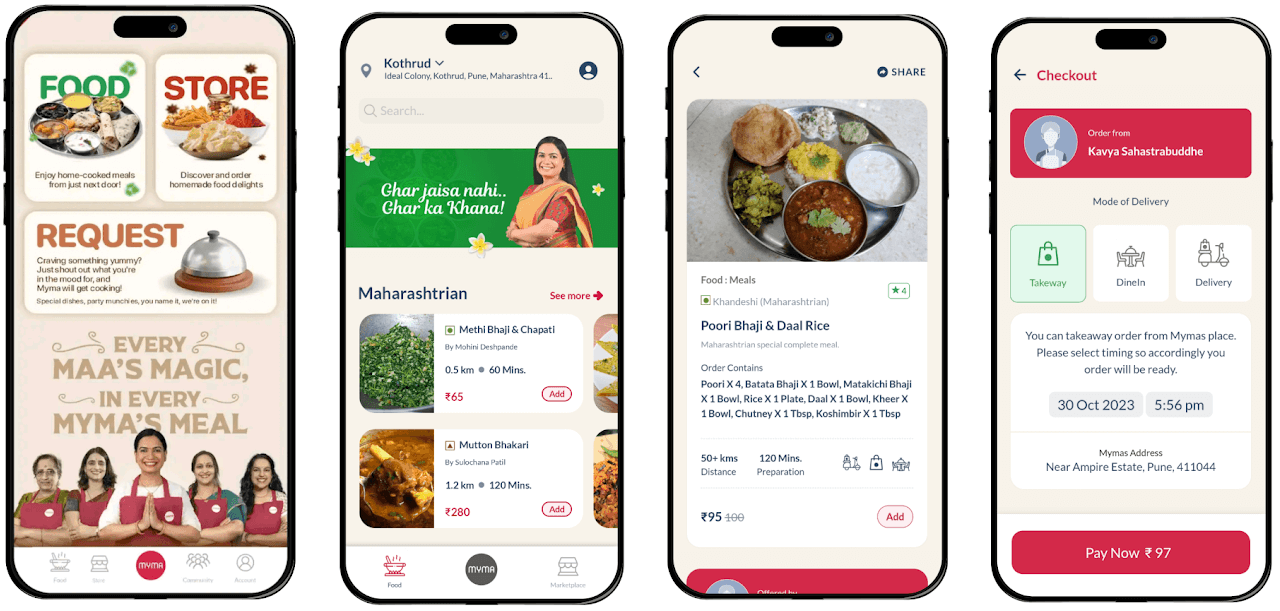 FOOD
Enjoy home-cooked meals
from just next door!
STORE
Discover and order
homemade food delights
REQUEST
Craving something yummy?
Just shout out what you're
in the mood for, and
Myma will get cooking!
Special dishes, party munchies, you name it, we're on it!
EVERY
MAA'S MAGIC,
IN EVERY
MYMA'S MEAL
Food
Store
MYMA
Community
Account
Kothrud
Ideal Colony, Kothrud, Pune, Maharashtra 41..
Search...
Ghar jaisa nahi..
Ghar ka Khana!
Maharashtrian
See more
Methi Bhaji & Chapati
By Mohini Deshpande
0.5 km 60 Mins.
₹65
Add
Mutton Bhakari
By Sulochana Patil
1.2 km 120 Mins.
₹280
Add
Food
MYMA
Marketplace
SHARE
Food : Meals
Khandeshi (Maharashtrian)
★4
Poori Bhaji & Daal Rice
Maharashtrian special complete meal.
Order Contains
Poori X 4, Batata Bhaji X 1 Bowl, Matakichi Bhaji
X 1 Bowl, Rice X 1 Plate, Daal X 1 Bowl, Kheer X
1 Bowl, Chutney X 1 Tbsp, Koshimbir X 1 Tbsp
50+ kms
Distance
120 Mins.
Preparation
₹95 100
Add
Offered by
Checkout
Order from
Kavya Sahastrabuddhe
Mode of Delivery
Takeway
DineIn
Delivery
You can takeaway order from Mymas place.
Please select timing so accordingly you
order will be ready.
30 Oct 2023 5:56 pm
Mymas Address
Near Ampire Estate, Pune, 411044
Pay Now ₹ 97